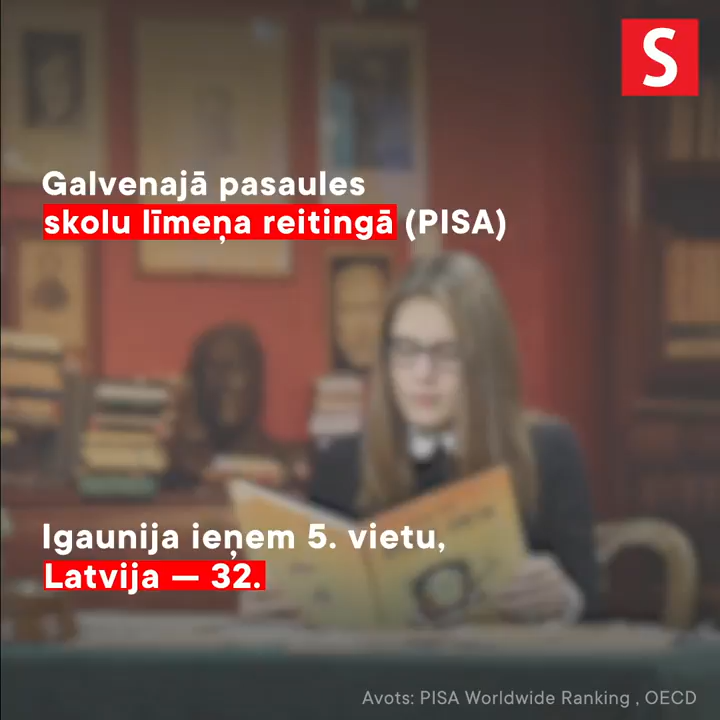 S
Galvenajā pasaules
skolu līmeņa reitingā (PISA)
Igaunija ieņem 5. vietu,
Latvija — 32.
Avots: PISA Worldwide Ranking , OECD